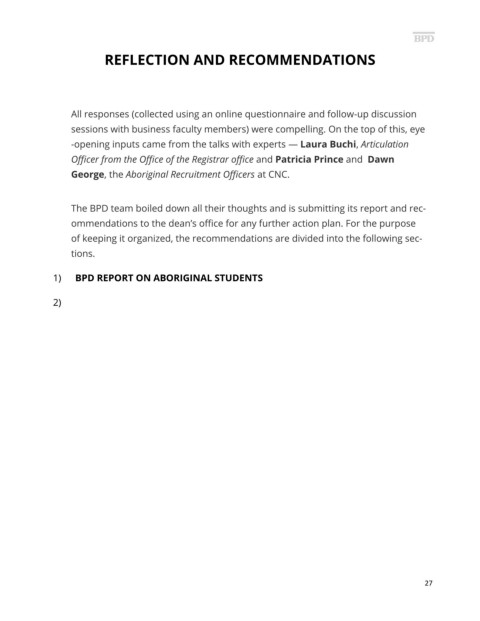 BPD
REFLECTION AND RECOMMENDATIONS
All responses (collected using an online questionnaire and follow-up discussion
sessions with business faculty members) were compelling. On the top of this, eye
-opening inputs came from the talks with experts — Laura Buchi, Articulation
Officer from the Office of the Registrar office and Patricia Prince and Dawn
George, the Aboriginal Recruitment Officers at CNC.
The BPD team boiled down all their thoughts and is submitting its report and rec-
ommendations to the dean's office for any further action plan. For the purpose
of keeping it organized, the recommendations are divided into the following sec-
tions.
1) BPD REPORT ON ABORIGINAL STUDENTS
2)
27